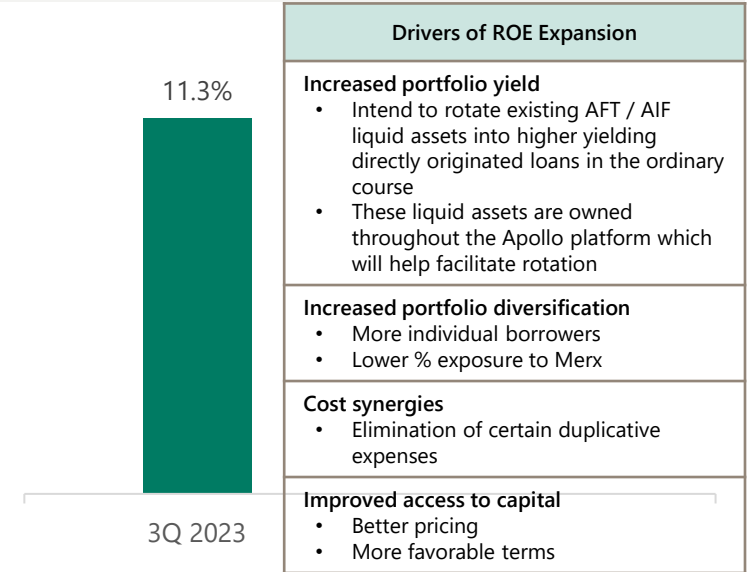 11.3%
3Q 2023
Drivers of ROE Expansion
Increased portfolio yield
• Intend to rotate existing AFT / AIF
liquid assets into higher yielding
directly originated loans in the ordinary
course
• These liquid assets are owned
throughout the Apollo platform which
will help facilitate rotation
Increased portfolio diversification
• More individual borrowers
• Lower % exposure to Merx
Cost synergies
• Elimination of certain duplicative
expenses
Improved access to capital
• Better pricing
• More favorable terms